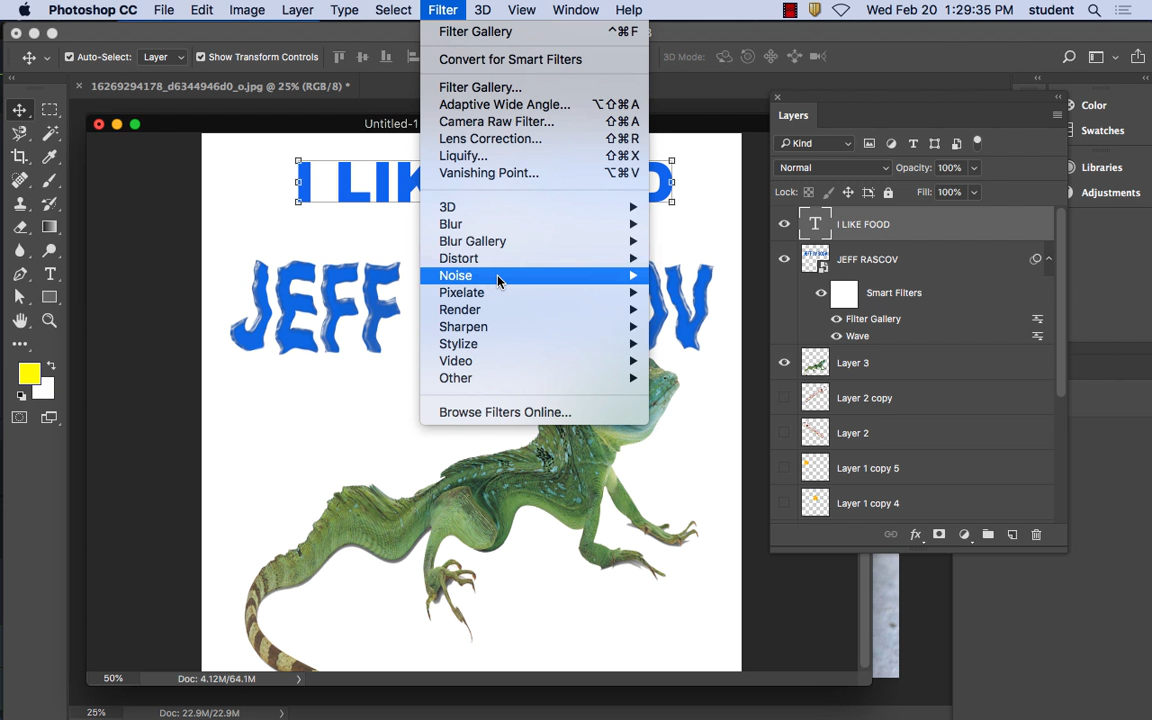 Photoshop CC File Edit Image Layer Type Select Filter 3D View Window Help Wed Feb 20 1:29:35 PM student
Auto-Select: Layer Show Transform Controls 3D Mode:
× 16269294178_d6344946d0_o.jpg @ 25% (RGB/8) *
Untitled-1
Filter Gallery ^⌘F
Convert for Smart Filters
Filter Gallery...
Adaptive Wide Angle... ⌥⇧⌘A
Camera Raw Filter... ⇧⌘A
Lens Correction... ⇧⌘R
Liquify... ⇧⌘X
Vanishing Point... ⌥⌘V
3D
Blur
Blur Gallery
Distort
Noise
Pixelate
Render
Sharpen
Stylize
Video
Other
Browse Filters Online...
I LIK
JEFF OV
Layers
Kind
Normal Opacity: 100%
Lock: Fill: 100%
T I LIKE FOOD
JEFF RASCOV
Smart Filters
Filter Gallery
Wave
Layer 3
Layer 2 copy
Layer 2
Layer 1 copy 5
Layer 1 copy 4
fx
Color
Swatches
Libraries
Adjustments
50% Doc: 4.12M/64.1M
25% Doc: 22.9M/22.9M